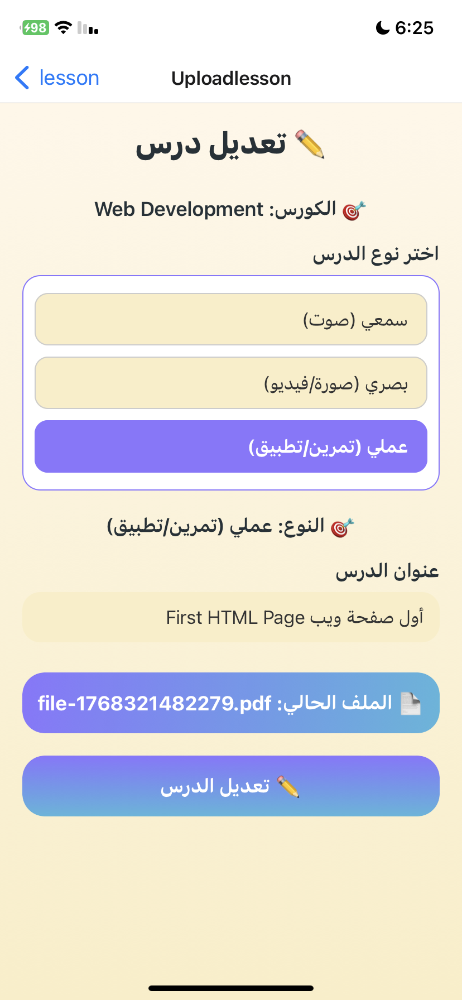 98 6:25
lesson Uploadlesson
✏️ تعديل درس
🎯 الكورس: Web Development
اختر نوع الدرس
سمعي (صوت)
بصري (صورة/فيديو)
عملي (تمرين/تطبيق)
🎯 النوع: عملي (تمرين/تطبيق)
عنوان الدرس
أول صفحة ويب First HTML Page
📄 الملف الحالي: file-1768321482279.pdf
✏️ تعديل الدرس